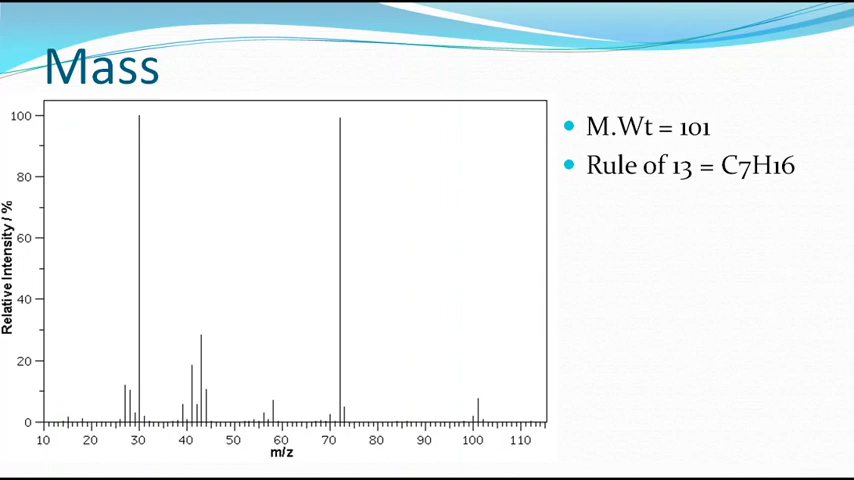 Mass
M.Wt = 101
Rule of 13 = C7H16
Relative Intensity / %
100
80
60
40
20
0
10 20 30 40 50 60 70 80 90 100 110
m/z